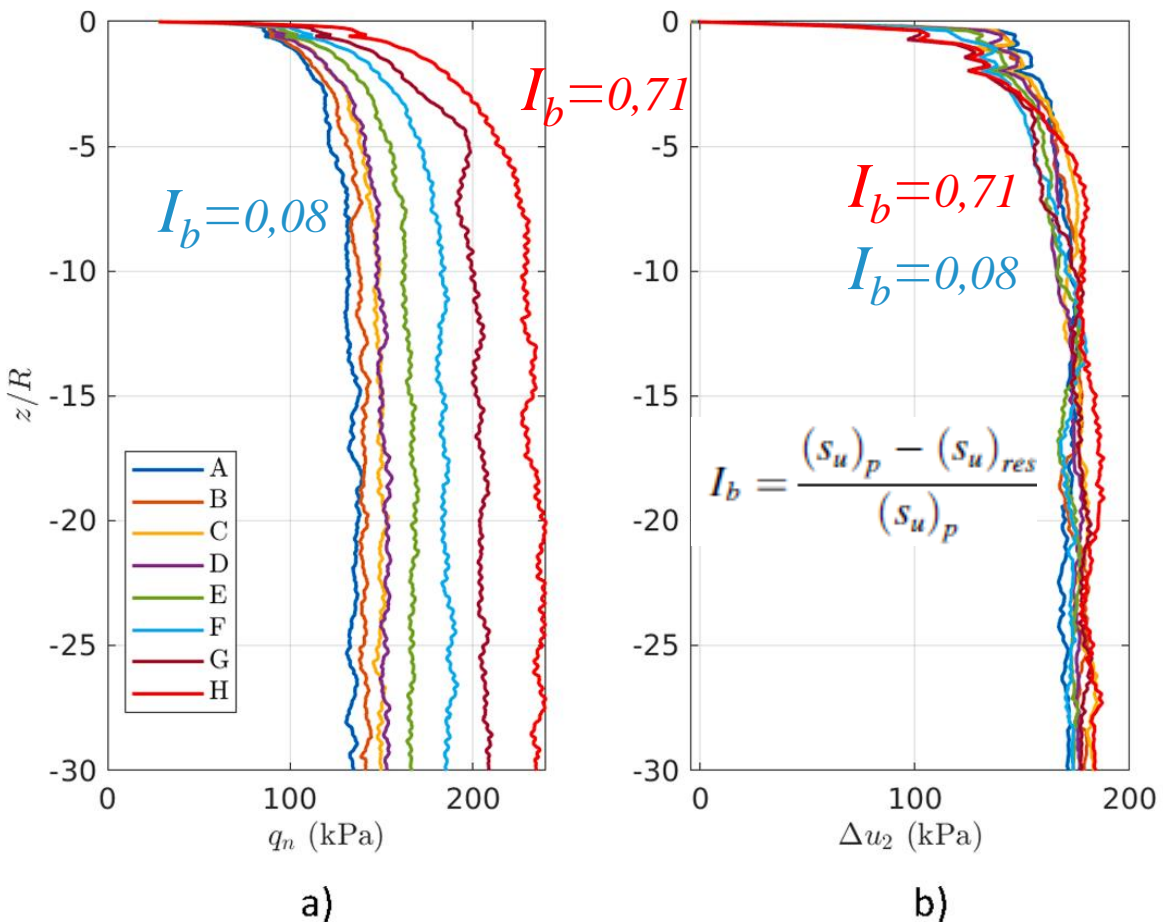 0
-5
-10
-15
-20
-25
-30
z/R
0
100
200
q_n (kPa)
I_b=0,71
I_b=0,08
A
B
C
D
E
F
G
H
a)
0
-5
-10
-15
-20
-25
-30
0
100
200
Δu_2 (kPa)
I_b=0,71
I_b=0,08
I_b = \frac{(s_u)_p - (s_u)_{res}}{(s_u)_p}
b)